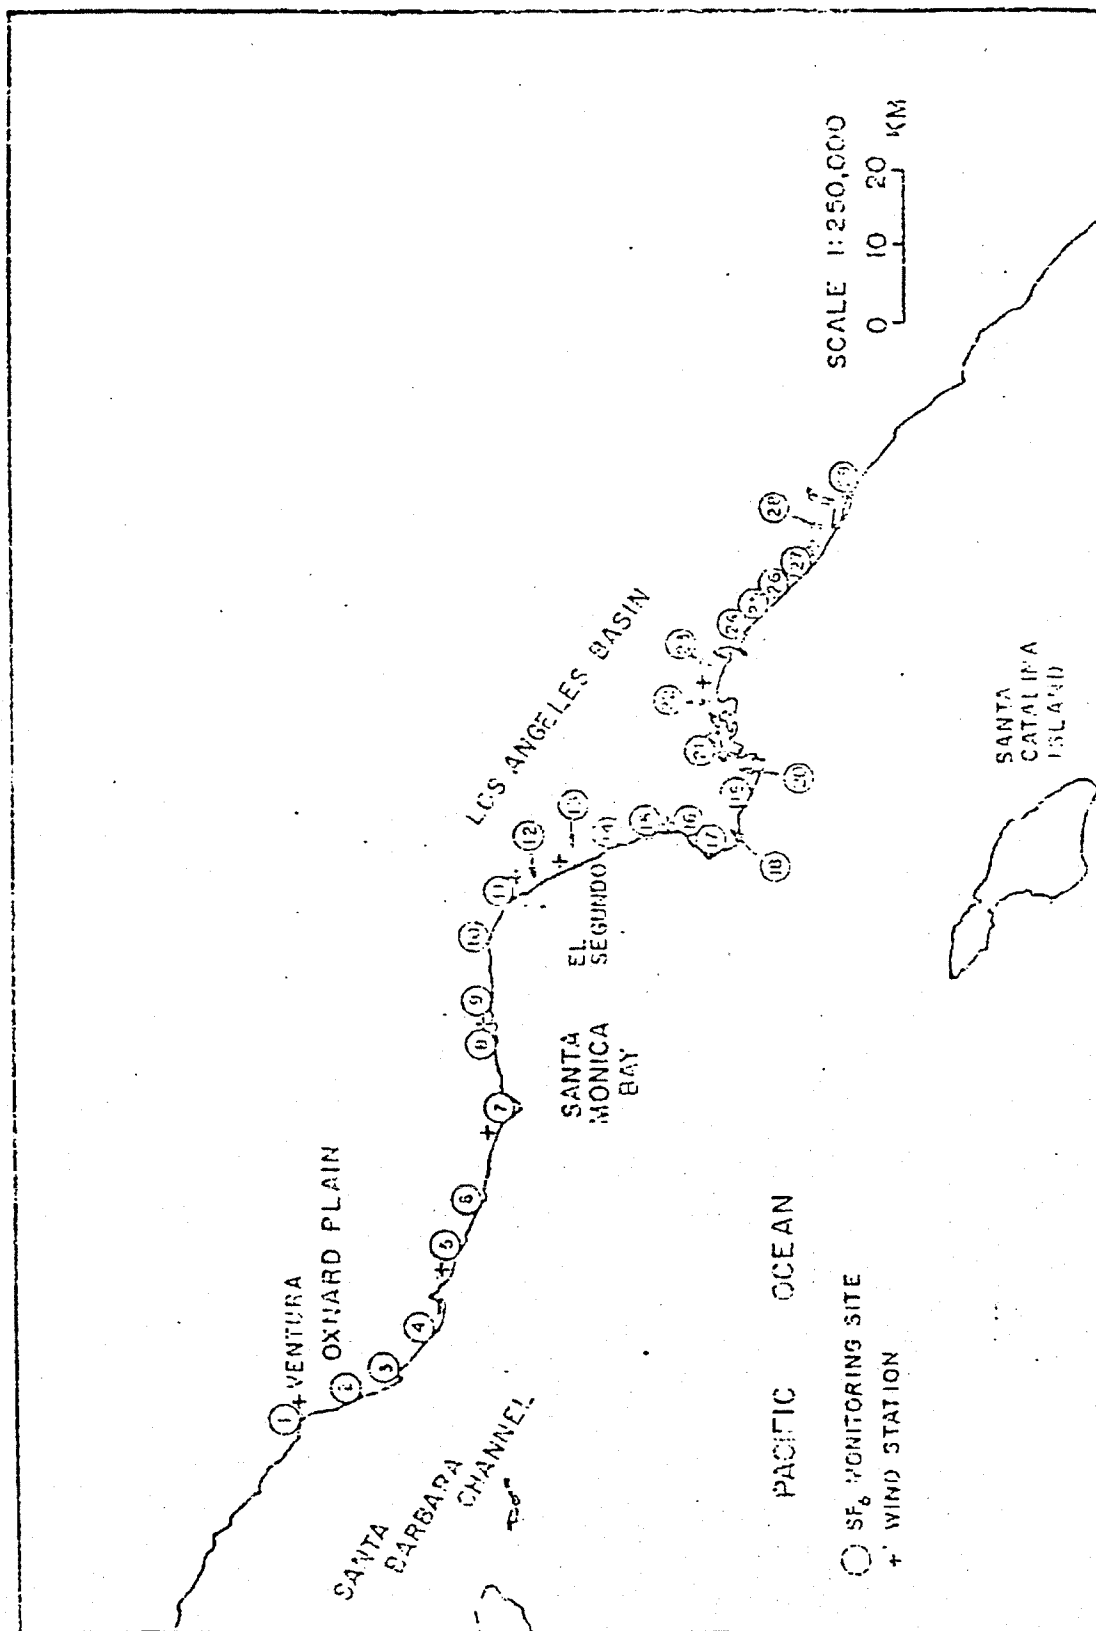 SCALE 1:250,000
0 10 20 KM
LOS ANGELES BASIN
VENTURA
OXNARD PLAIN
SANTA
BARBARA
CHANNEL
EL
SEGUNDO
SANTA
MONICA
BAY
SANTA
CATALINA
ISLAND
PACIFIC OCEAN
SF6 MONITORING SITE
+ WIND STATION
1
2
3
4
5
6
7
8
9
10
11
12
13
14
15
16
17
18
19
20
21
22
23
24
25
26
27
28
29